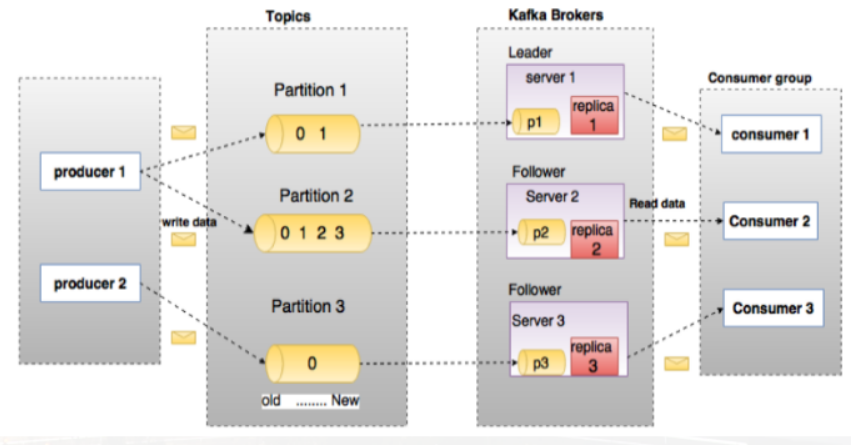 Topics
Kafka Brokers
Consumer group
producer 1
producer 2
write data
Partition 1
0 1
Partition 2
0 1 2 3
Partition 3
0
old ........ New
Leader
server 1
p1
replica
1
Follower
Server 2
p2
replica
2
Follower
Server 3
p3
replica
3
Read data
consumer 1
Consumer 2
Consumer 3